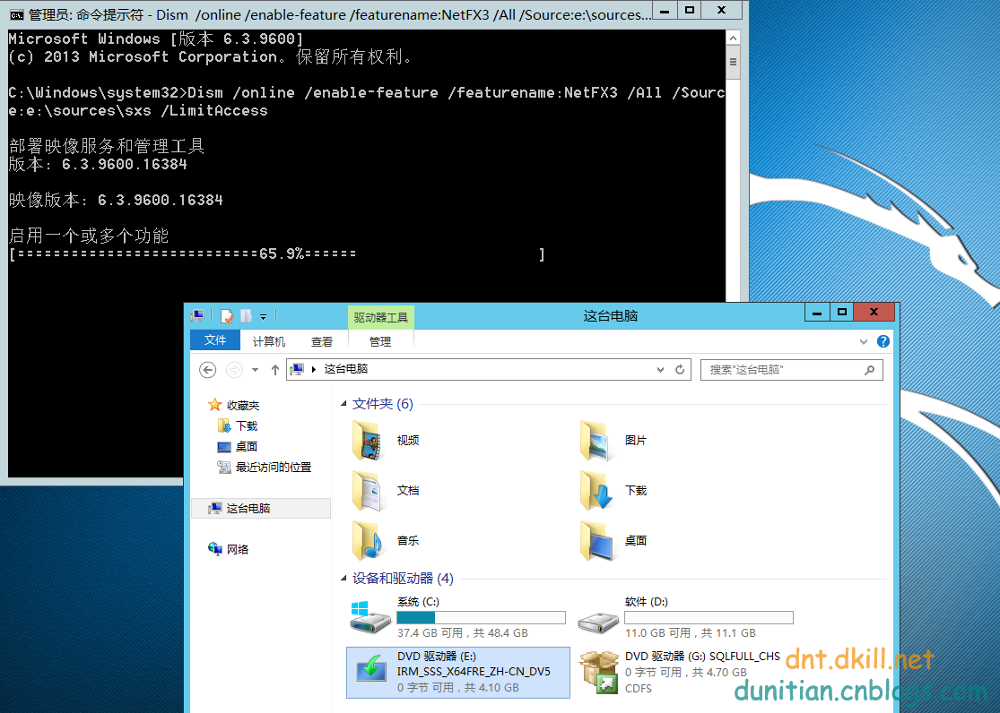 管理员: 命令提示符 - Dism /online /enable-feature /featurename:NetFX3 /All /Source:e:\sources...
Microsoft Windows [版本 6.3.9600]
(c) 2013 Microsoft Corporation。保留所有权利。
C:\Windows\system32>Dism /online /enable-feature /featurename:NetFX3 /All /Sourc
e:e:\sources\sxs /LimitAccess
部署映像服务和管理工具
版本: 6.3.9600.16384
映像版本: 6.3.9600.16384
启用一个或多个功能
[===========================65.9%------                    ]
驱动器工具
这台电脑
文件 计算机 查看 管理
这台电脑
搜索"这台电脑"
收藏夹
下载
桌面
最近访问的位置
这台电脑
网络
文件夹 (6)
视频
图片
文档
下载
音乐
桌面
设备和驱动器 (4)
系统 (C:)
37.4 GB 可用，共 48.4 GB
软件 (D:)
11.0 GB 可用，共 11.1 GB
DVD 驱动器 (E:)
IRM_SSS_X64FRE_ZH-CN_DV5
0 字节 可用，共 4.10 GB
DVD 驱动器 (G:) SQLFULL_CHS
0 字节 可用，共 4.70 GB
CDFS
dnt.dkill.net
dunitian.cnblogs.com